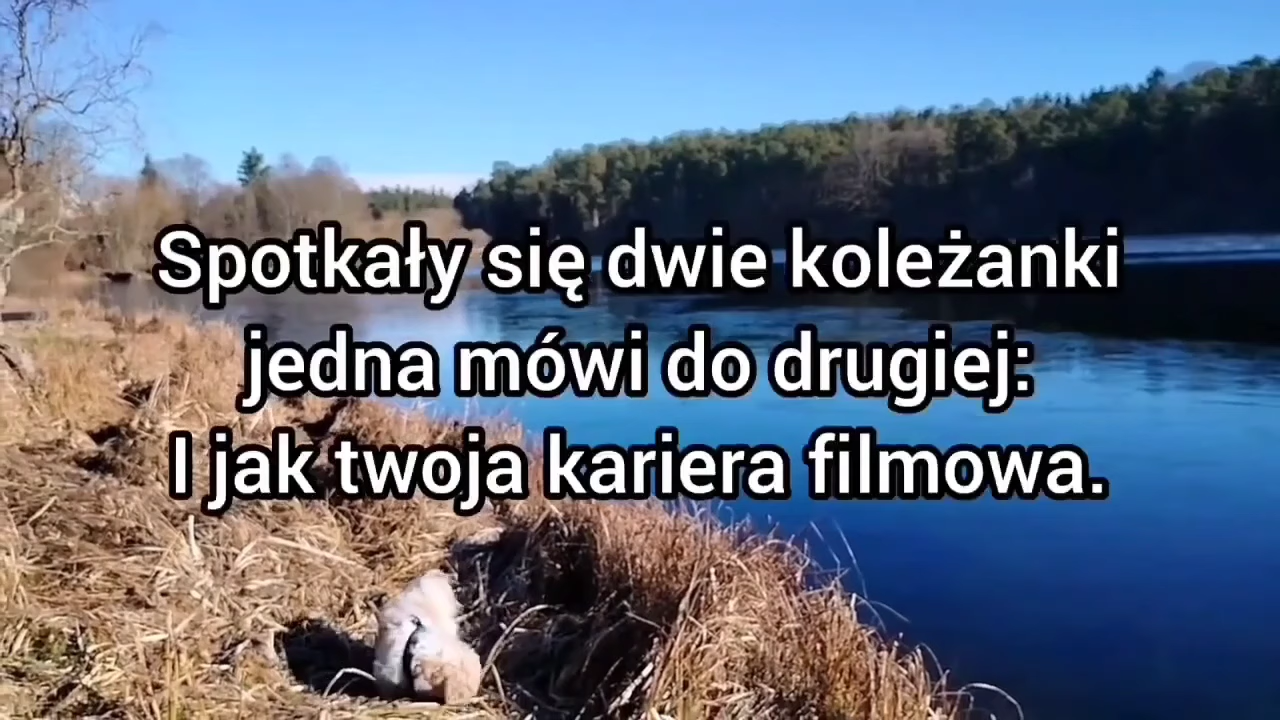 Spotkały się dwie koleżanki
jedna mówi do drugiej:
I jak twoja kariera filmowa.